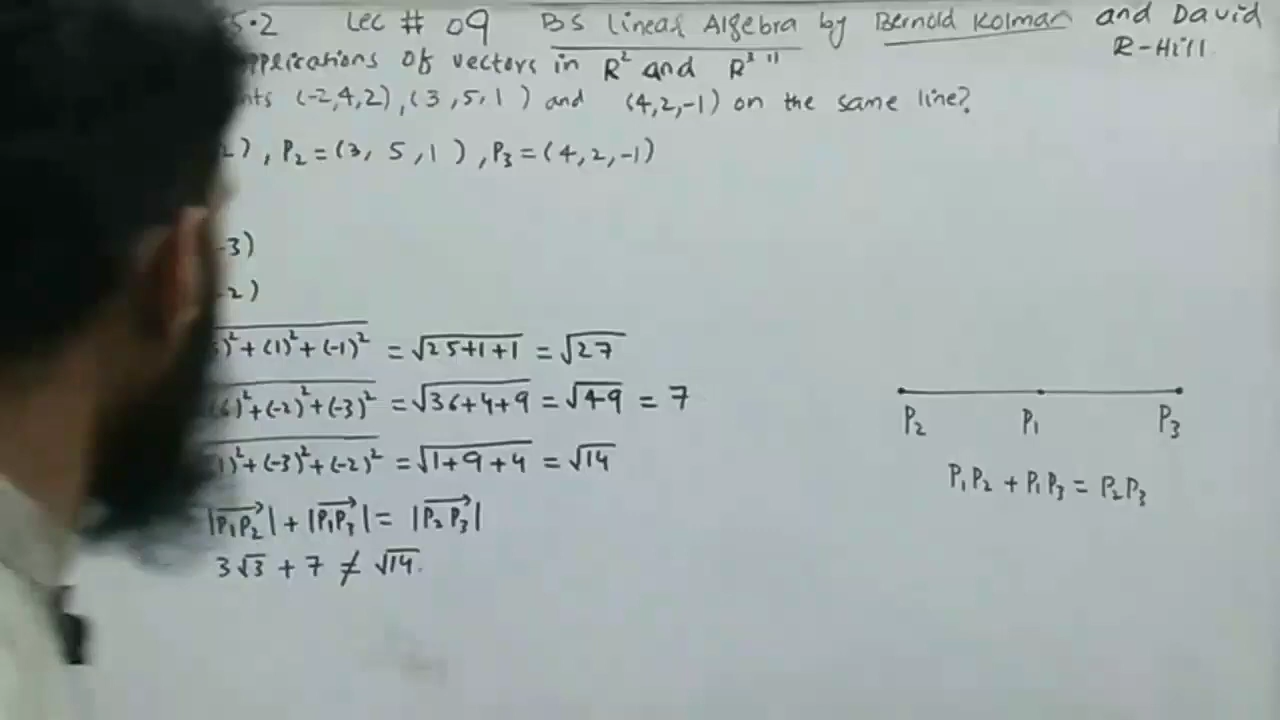 5.2 Lec # 09 BS Linear Algebra by Bernold Kolman and David
R-Hill
applications of vectors in R² and R³"
nts (-2,4,2), (3,5,1) and (4,2,-1) on the same line?
2), P₂=(3, 5, 1), P₃=(4, 2, -1)
-3)
-2)
)²+(1)²+(-1)² = √25+1+1 = √27
6)²+(-2)²+(-3)² = √36+4+9 = √49 = 7
1)²+(-3)²+(-2)² = √1+9+4 = √14
|P₁P₂| + |P₁P₃| = |P₂P₃|
3√3 + 7 ≠ √14.
P₂ P₁ P₃
P₁P₂ + P₁P₃ = P₂P₃